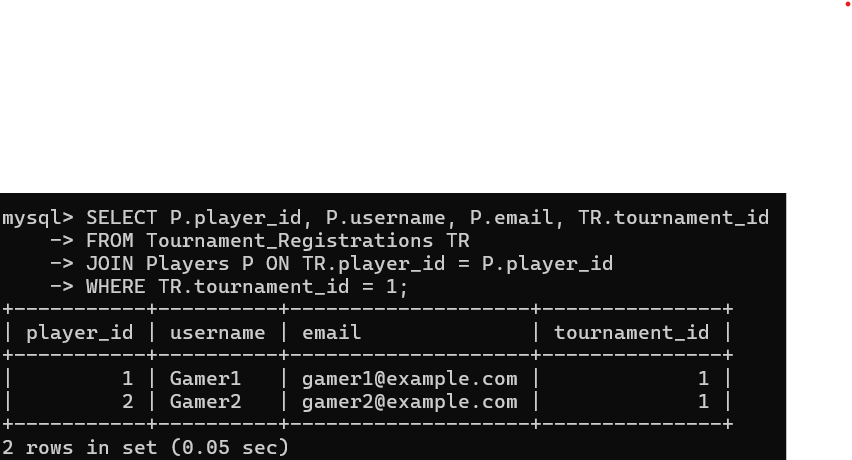 mysql> SELECT P.player_id, P.username, P.email, TR.tournament_id
    -> FROM Tournament_Registrations TR
    -> JOIN Players P ON TR.player_id = P.player_id
    -> WHERE TR.tournament_id = 1;
+-----------+----------+--------------------+---------------+
| player_id | username | email              | tournament_id |
+-----------+----------+--------------------+---------------+
|         1 | Gamer1   | gamer1@example.com |             1 |
|         2 | Gamer2   | gamer2@example.com |             1 |
+-----------+----------+--------------------+---------------+
2 rows in set (0.05 sec)